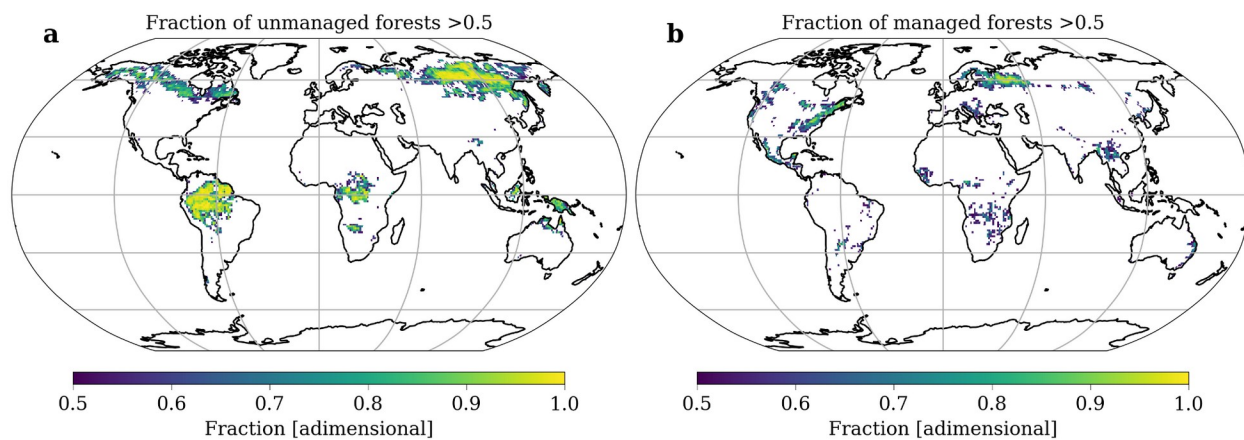 a Fraction of unmanaged forests >0.5
b Fraction of managed forests >0.5
0.5 0.6 0.7 0.8 0.9 1.0
Fraction [adimensional]
0.5 0.6 0.7 0.8 0.9 1.0
Fraction [adimensional]